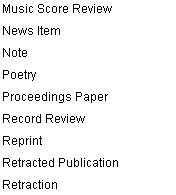 Music Score Review
News Item
Note
Poetry
Proceedings Paper
Record Review
Reprint
Retracted Publication
Retraction